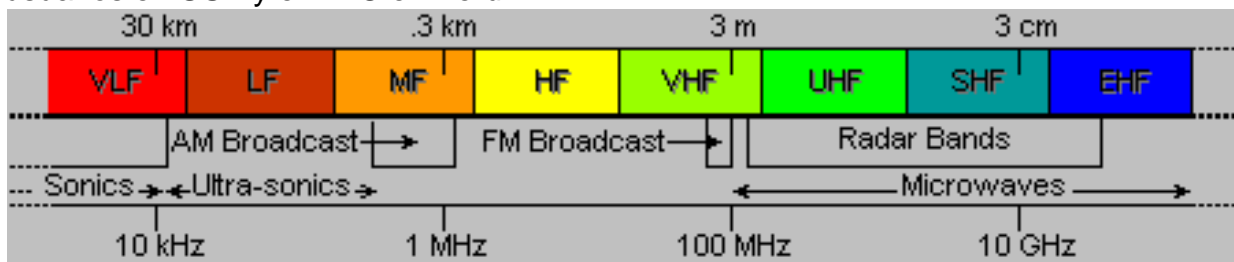 30 km .3 km 3 m 3 cm
VLF LF MF HF VHF UHF SHF EHF
AM Broadcast FM Broadcast Radar Bands
Sonics Ultra-sonics Microwaves
10 kHz 1 MHz 100 MHz 10 GHz